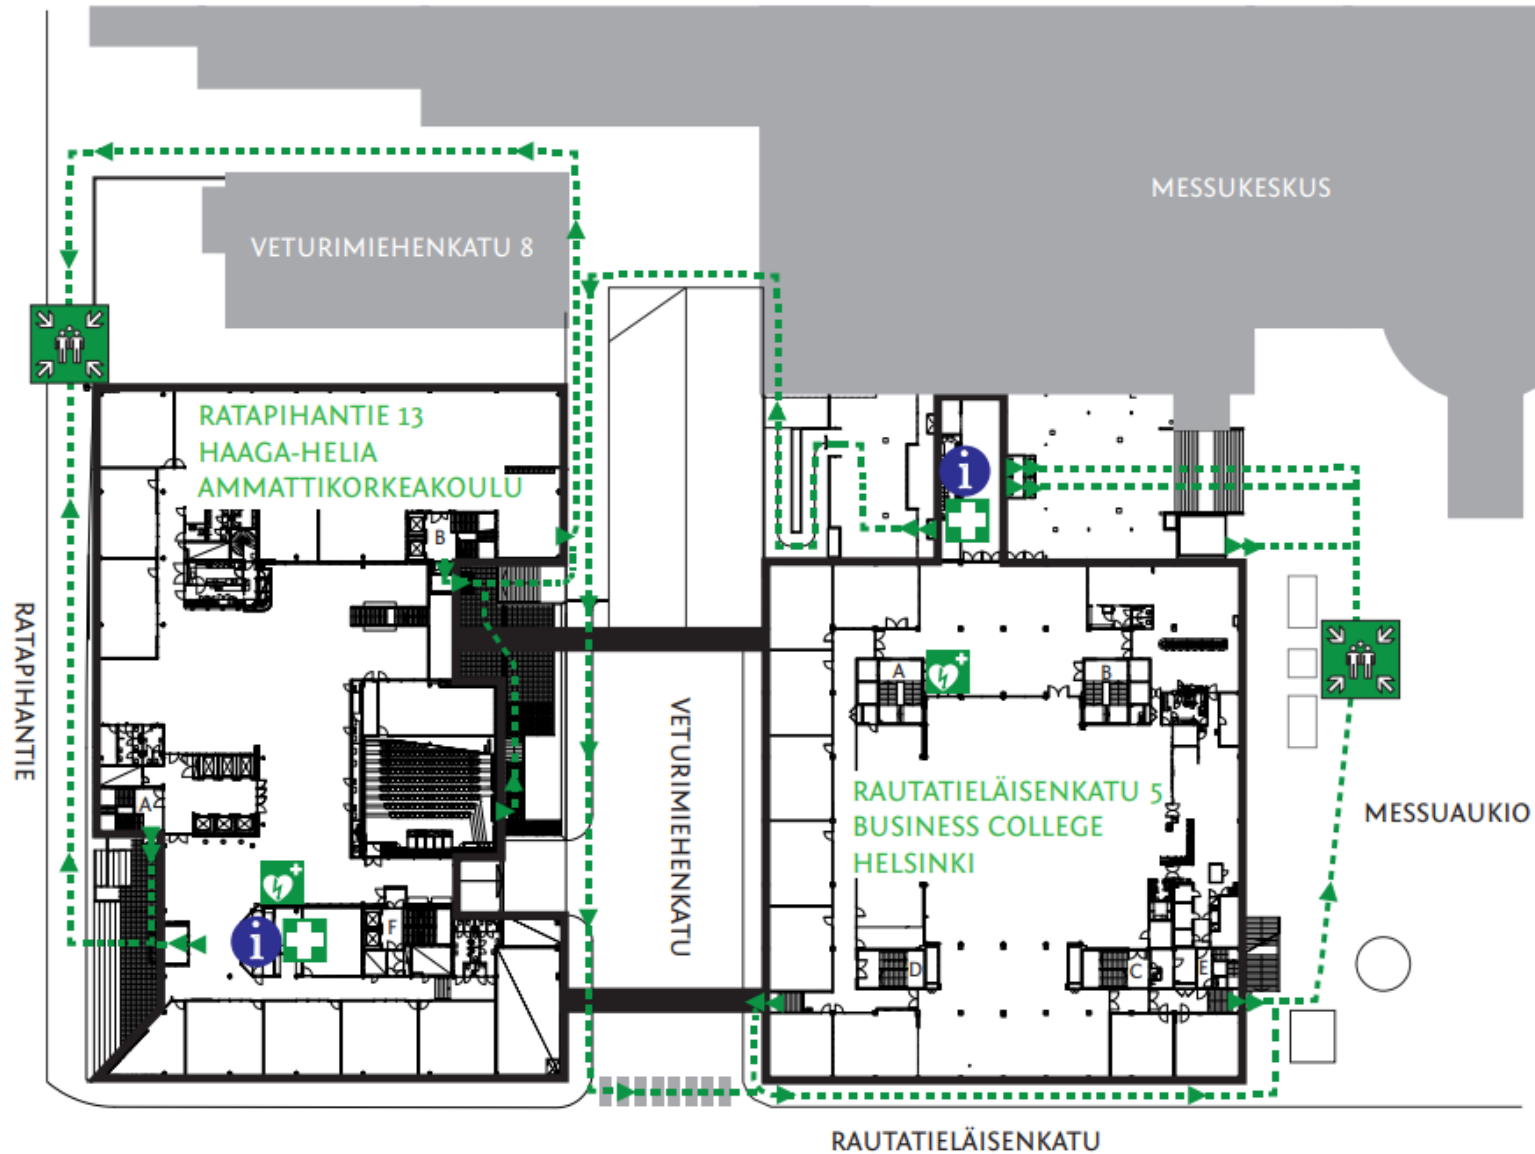 MESSUKESKUS
VETURIMIEHENKATU 8
RATAPIHANTIE 13
HAAGA-HELIA
AMMATTIKORKEAKOULU
i
B
RATAPIHANTIE
A
B
VETURIMIEHENKATU
A
RAUTATIELÄISENKATU 5
BUSINESS COLLEGE
HELSINKI
MESSUAUKIO
i
F
D
C
E
RAUTATIELÄISENKATU